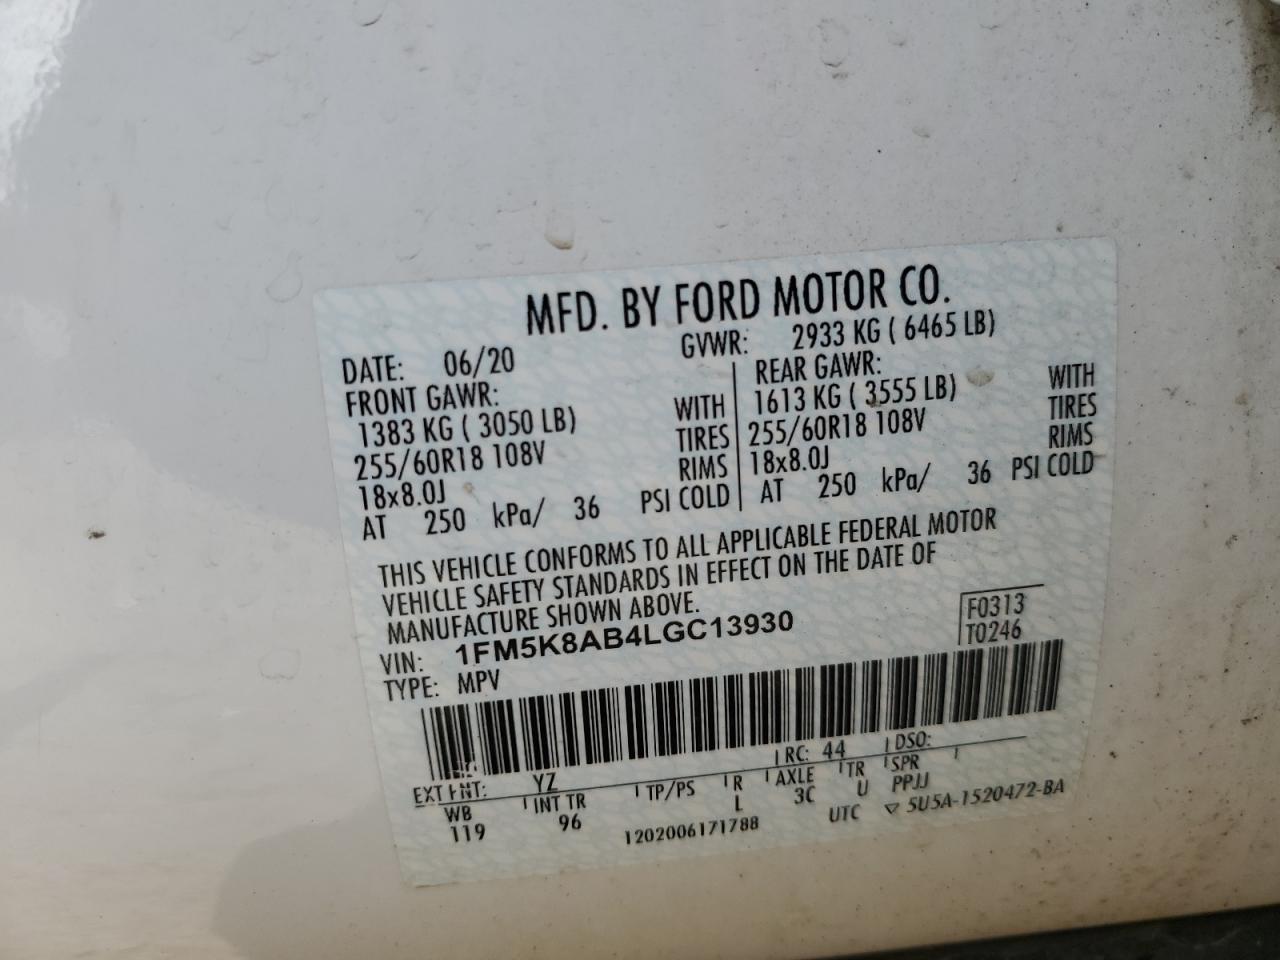 MFD. BY FORD MOTOR CO.
DATE: 06/20 GVWR: 2933 KG ( 6465 LB)
FRONT GAWR: REAR GAWR:
1383 KG ( 3050 LB) WITH 1613 KG ( 3555 LB) WITH
255/60R18 108V TIRES 255/60R18 108V TIRES
18x8.0J RIMS 18x8.0J RIMS
AT 250 kPa/ 36 PSI COLD AT 250 kPa/ 36 PSI COLD
THIS VEHICLE CONFORMS TO ALL APPLICABLE FEDERAL MOTOR
VEHICLE SAFETY STANDARDS IN EFFECT ON THE DATE OF
MANUFACTURE SHOWN ABOVE.
VIN: 1FM5K8AB4LGC13930 F0313
TYPE: MPV T0246
EXT PNT: YZ RC: 44 DSO:
WB INT TR TP/PS R AXLE TR SPR
119 96 L 3C U PPJJ
1202006171788 UTC ▽ 5U5A-1520472-BA